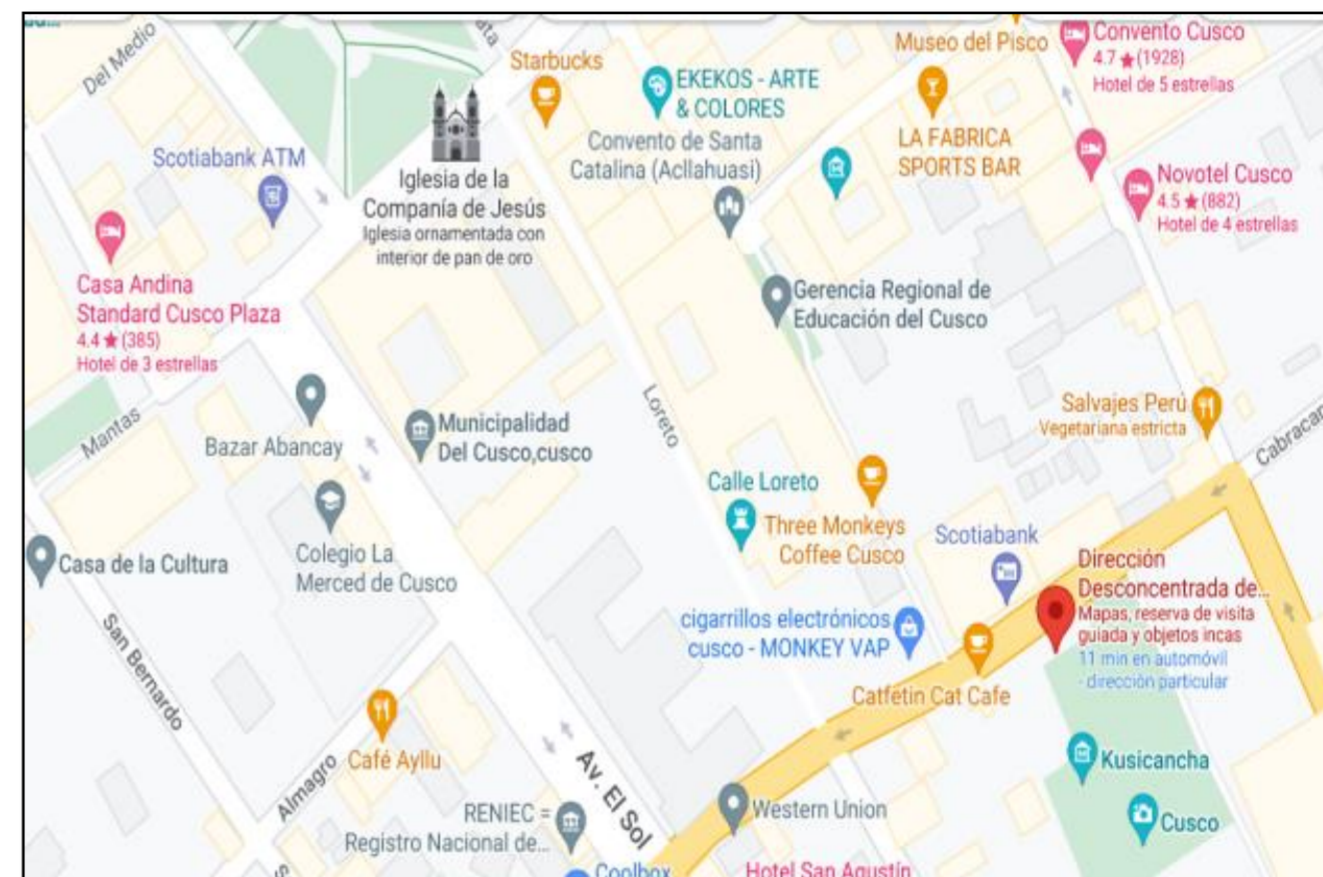 Del Medio
Starbucks
Museo del Pisco
Convento Cusco
4.7 ★ (1928)
Hotel de 5 estrellas
EKEKOS - ARTE
& COLORES
Scotiabank ATM
Convento de Santa
Catalina (Acllahuasi)
LA FABRICA
SPORTS BAR
Iglesia de la
Companía de Jesús
Iglesia ornamentada con
interior de pan de oro
Novotel Cusco
4.5 ★ (882)
Hotel de 4 estrellas
Casa Andina
Standard Cusco Plaza
4.4 ★ (385)
Hotel de 3 estrellas
Gerencia Regional de
Educación del Cusco
Mantas
Bazar Abancay
Municipalidad
Del Cusco,cusco
Loreto
Salvajes Perú
Vegetariana estricta
Cabracan
Calle Loreto
Three Monkeys
Coffee Cusco
Scotiabank
Casa de la Cultura
Colegio La
Merced de Cusco
Dirección
Desconcentrada de...
Mapas, reserva de visita
guiada y objetos incas
11 min en automóvil
- dirección particular
cigarrillos electrónicos
cusco - MONKEY VAP
San Bernardo
Catfetín Cat Cafe
Café Ayllu
Almagro
Av. El Sol
Kusicancha
RENIEC =
Registro Nacional de...
Western Union
Cusco
Coolbox
Hotel San Agustín